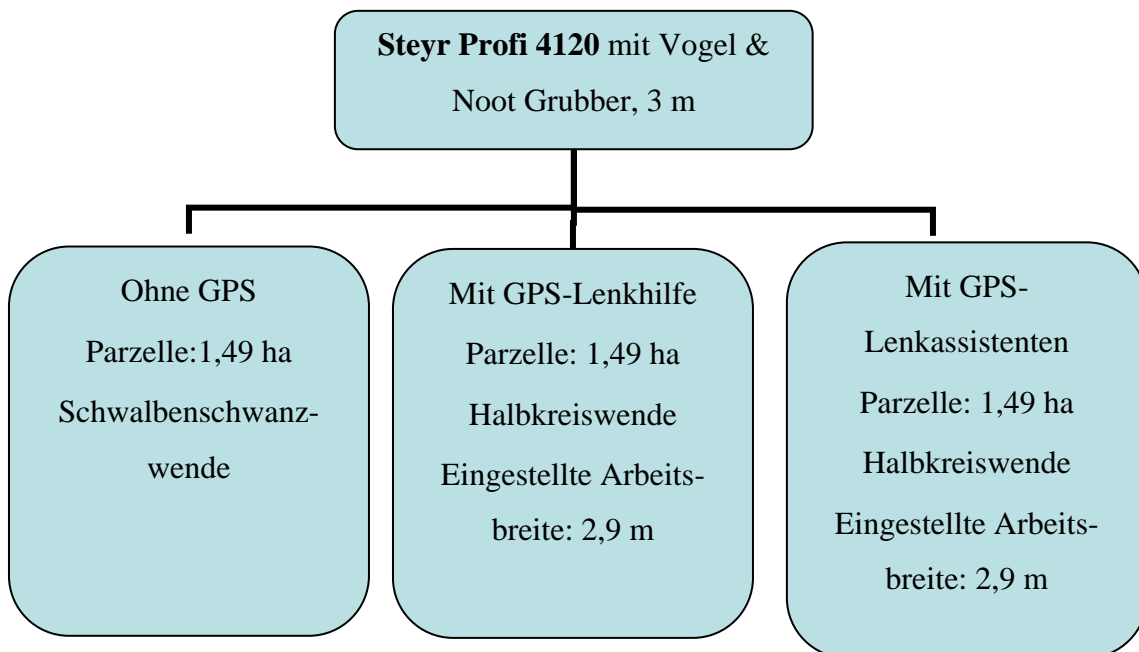 Steyr Profi 4120 mit Vogel &
Noot Grubber, 3 m
Ohne GPS
Parzelle:1,49 ha
Schwalbenschwanz-
wende
Mit GPS-Lenkhilfe
Parzelle: 1,49 ha
Halbkreiswende
Eingestellte Arbeits-
breite: 2,9 m
Mit GPS-
Lenkassistenten
Parzelle: 1,49 ha
Halbkreiswende
Eingestellte Arbeits-
breite: 2,9 m